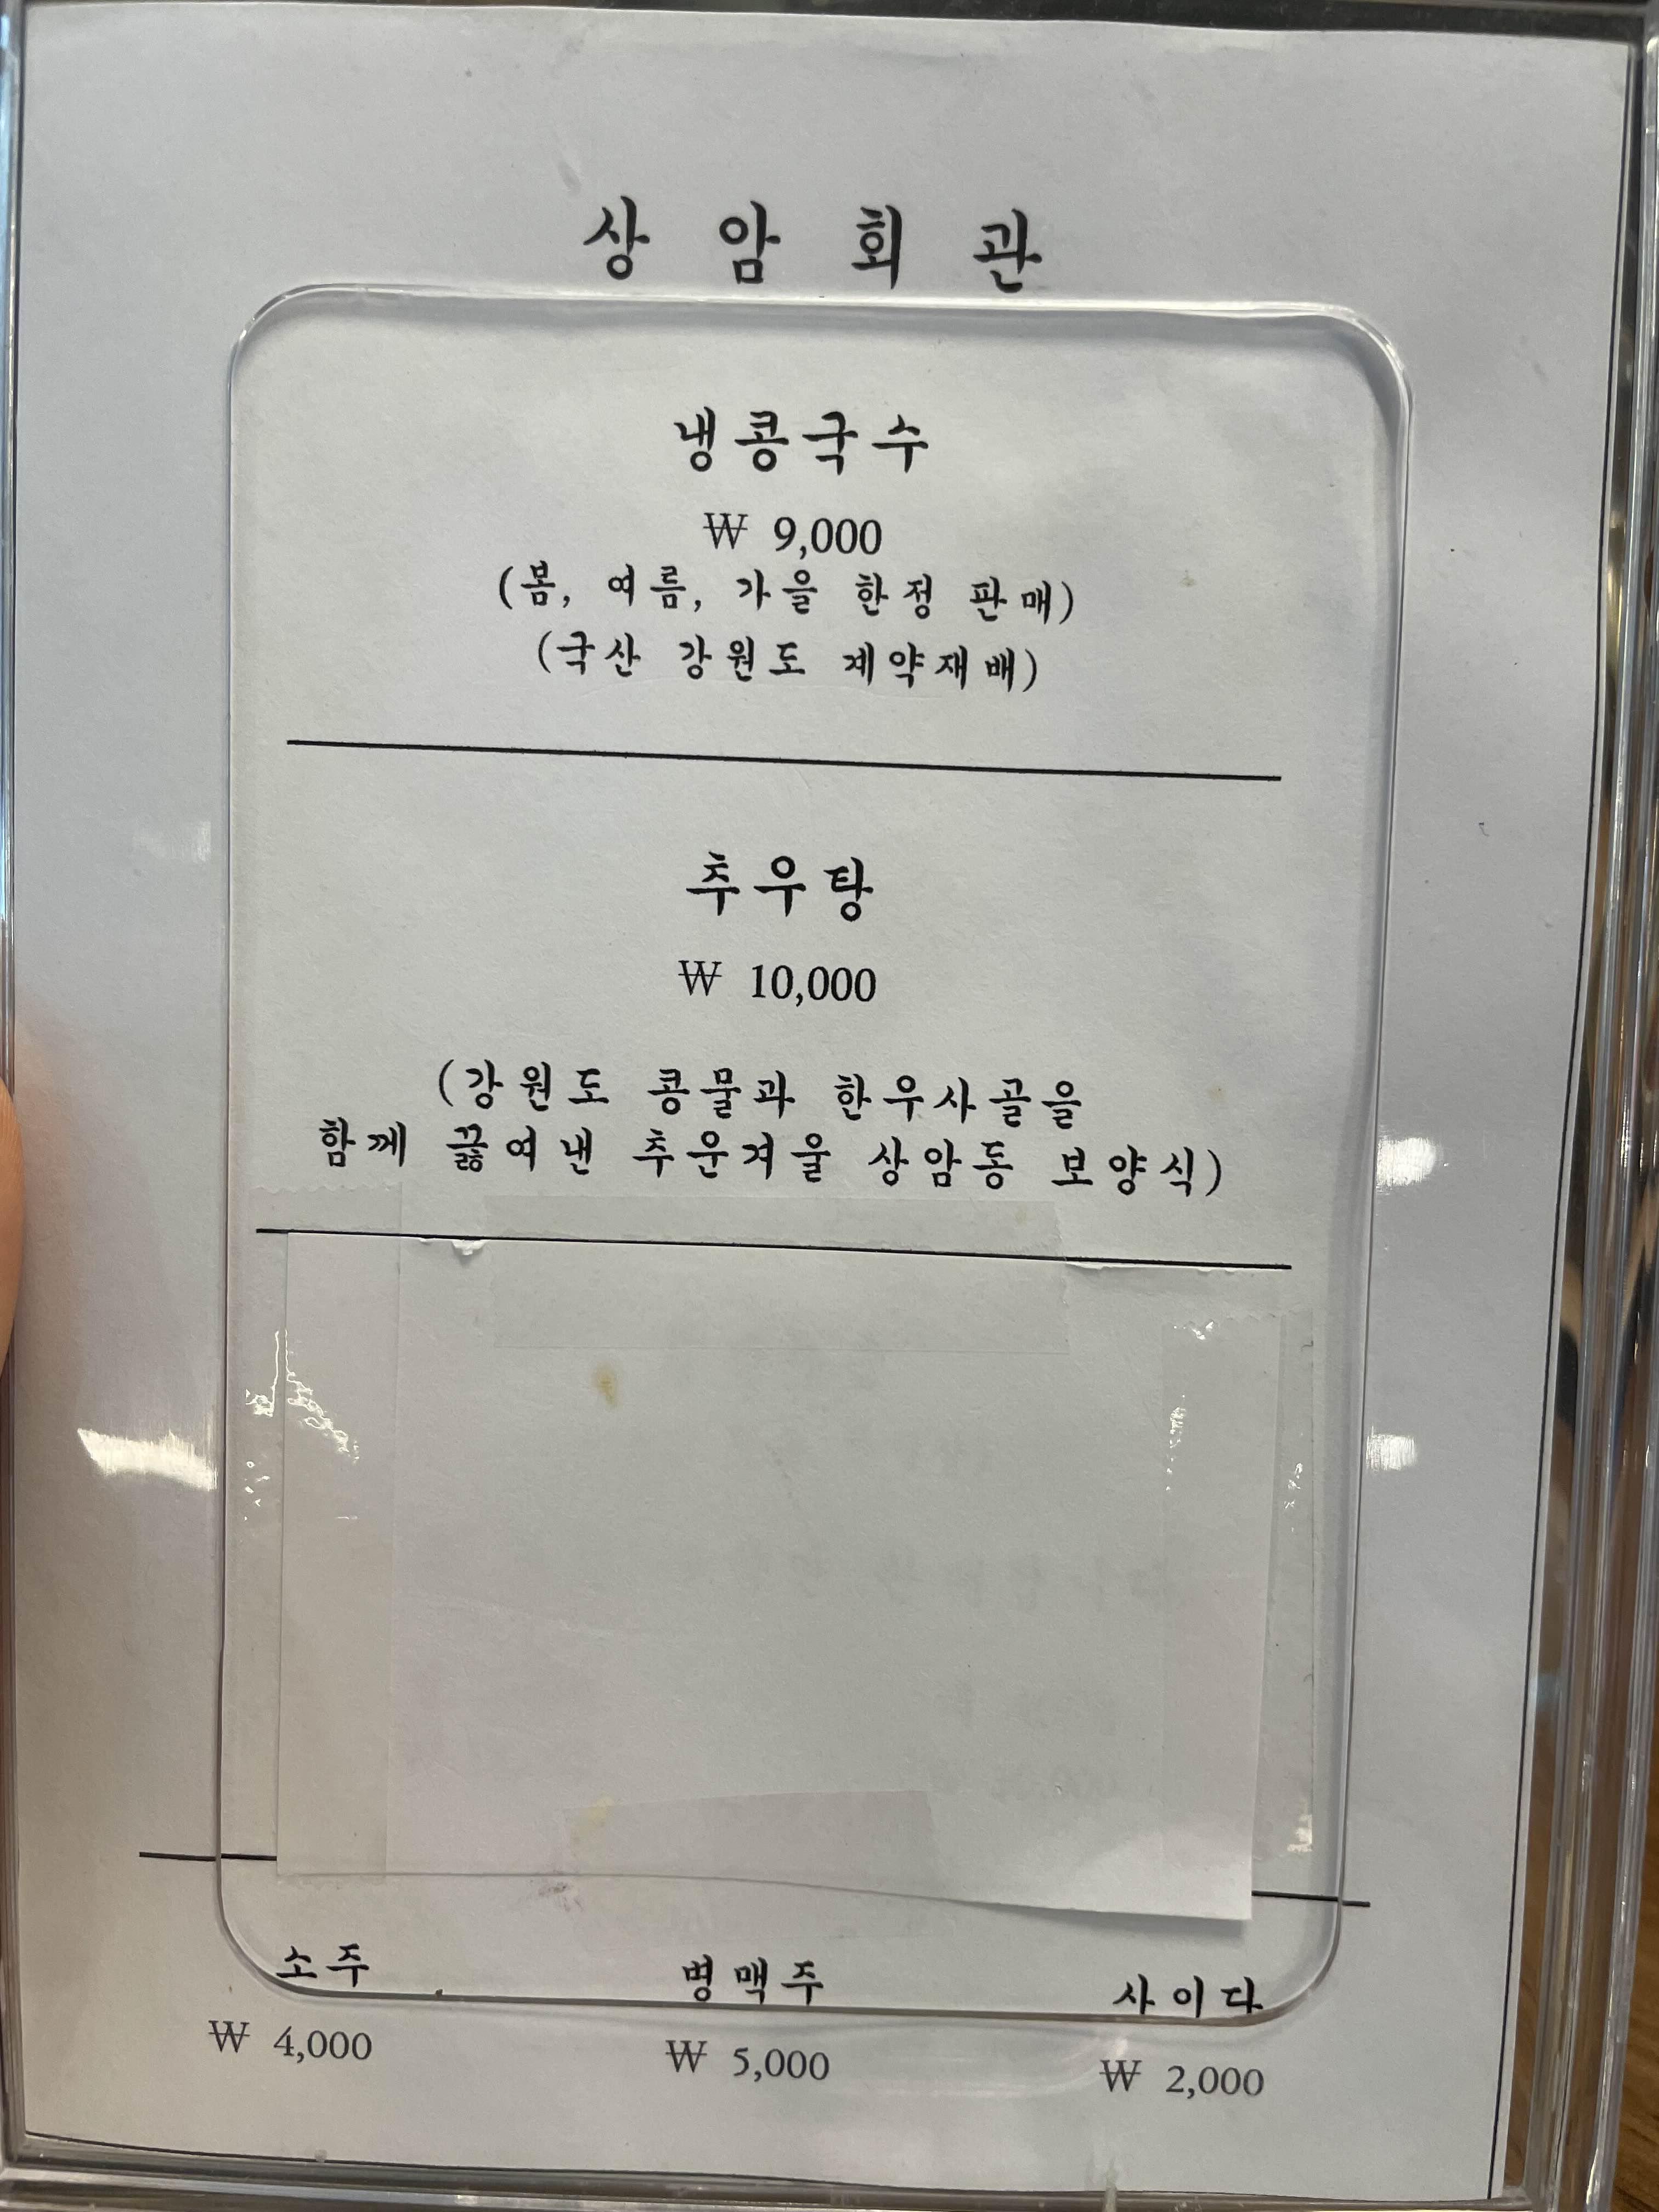 상 암 회 관
냉콩국수
₩ 9,000
(봄, 여름, 가을 한정 판매)
(국산 강원도 계약재배)
추우탕
₩ 10,000
(강원도 콩물과 한우사골을
함께 끓여낸 추운겨울 상암동 보양식)
소주 병맥주 사이다
₩ 4,000 ₩ 5,000 ₩ 2,000